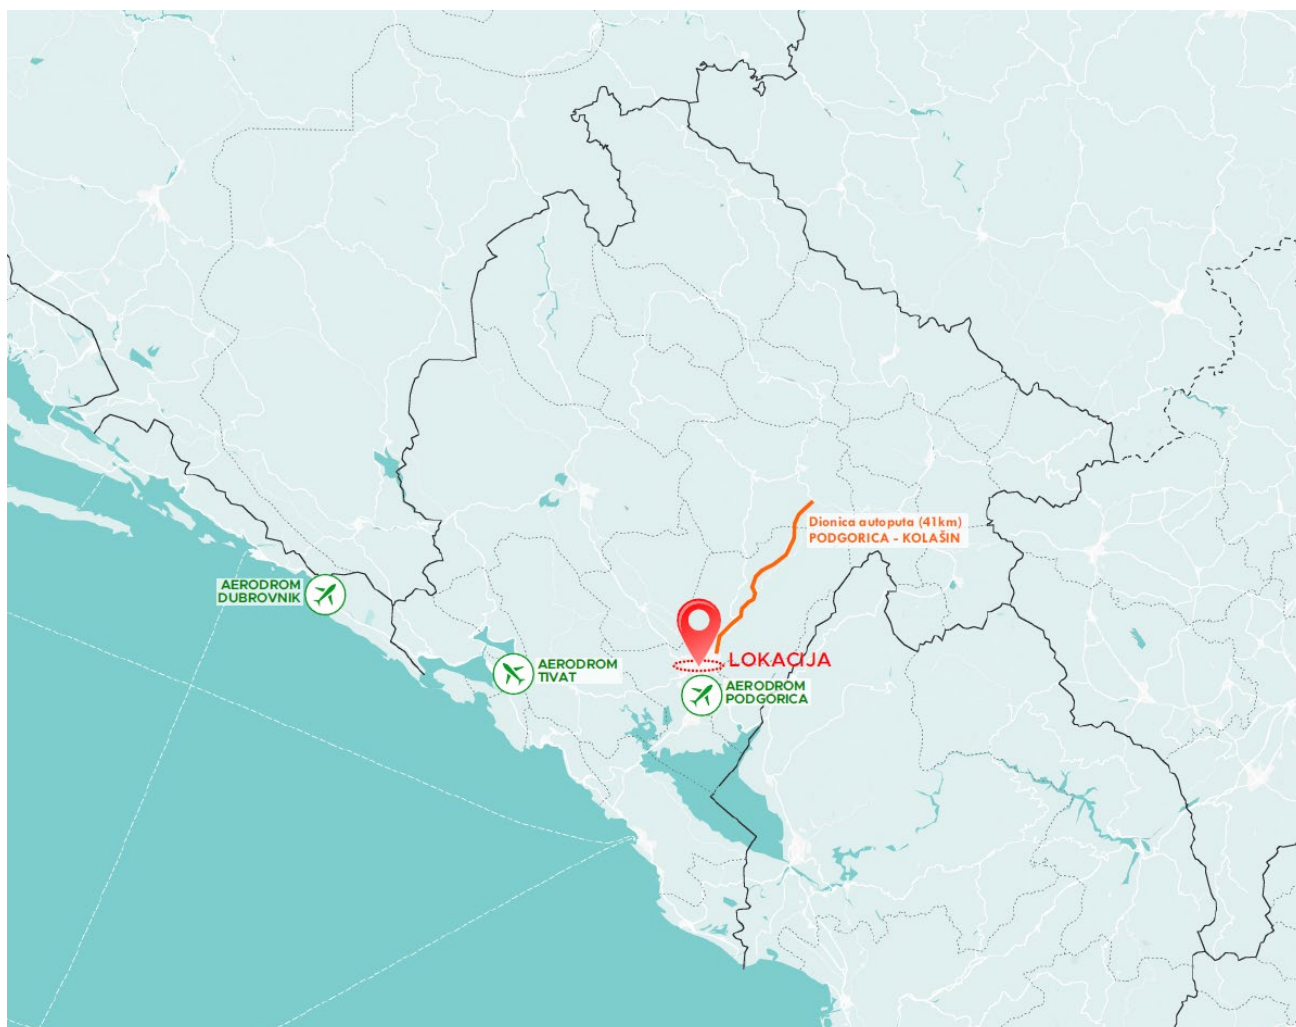 Dionica autoputa (41km)
PODGORICA - KOLAŠIN
AERODROM
DUBROVNIK
AERODROM
TIVAT
LOKACIJA
AERODROM
PODGORICA